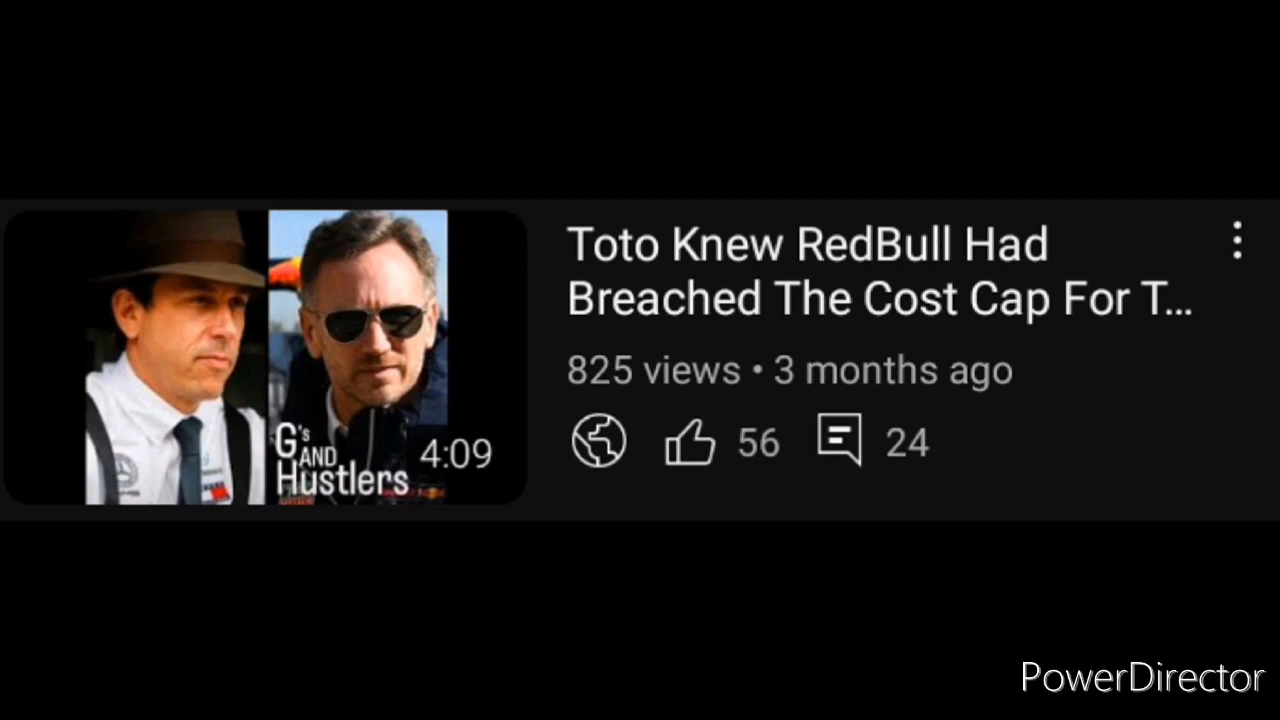 Toto Knew RedBull Had
Breached The Cost Cap For T...
825 views • 3 months ago
56 24
G's
AND
Hustlers
4:09
PowerDirector